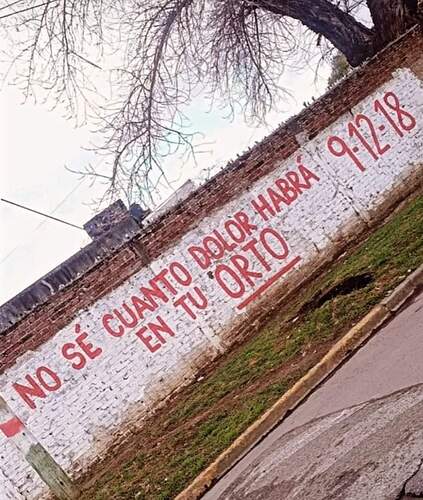 NO SÉ CUANTO DOLOR HABRÁ 9-12-18
EN TU ORTO